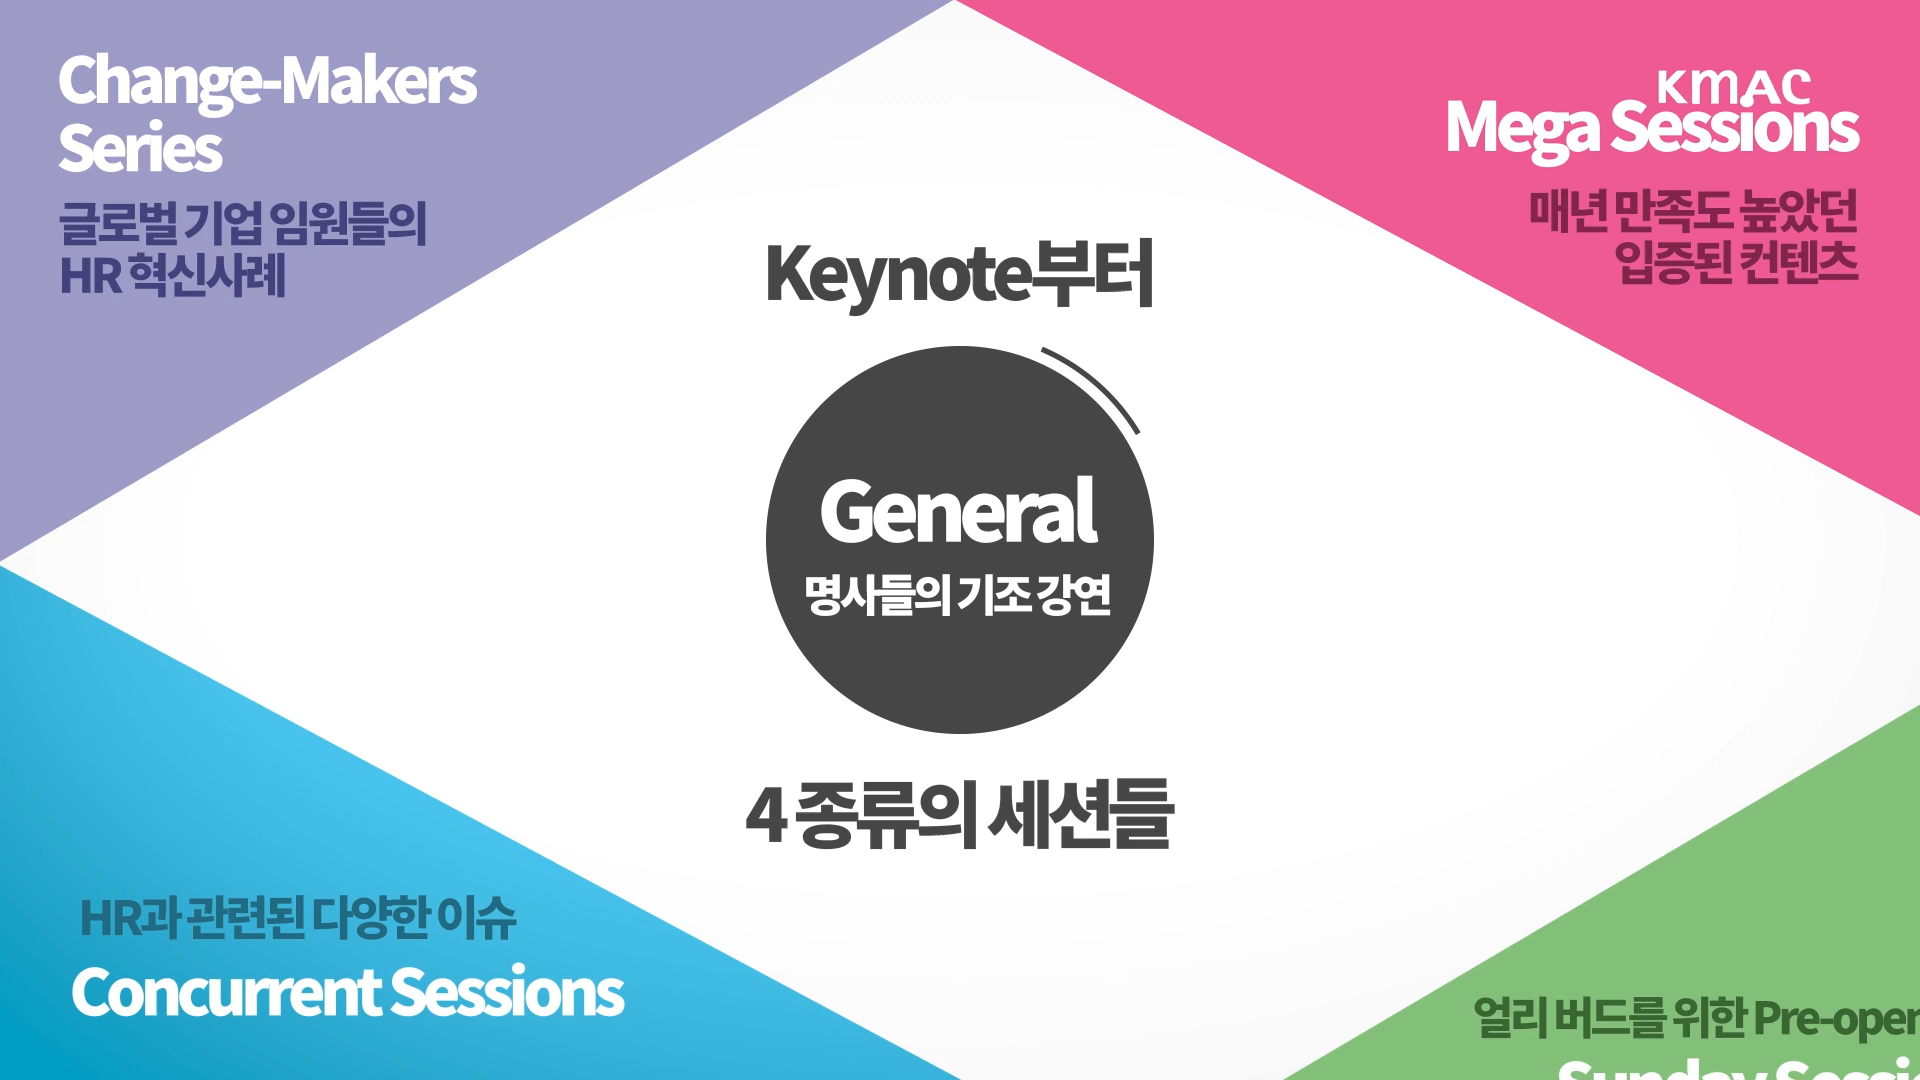 Change-Makers
Series
글로벌 기업 임원들의
HR 혁신사례
KMAC
Mega Sessions
매년 만족도 높았던
입증된 컨텐츠
Keynote부터
General
명사들의 기조 강연
4 종류의 세션들
HR과 관련된 다양한 이슈
Concurrent Sessions
얼리 버드를 위한 Pre-open
Sunday